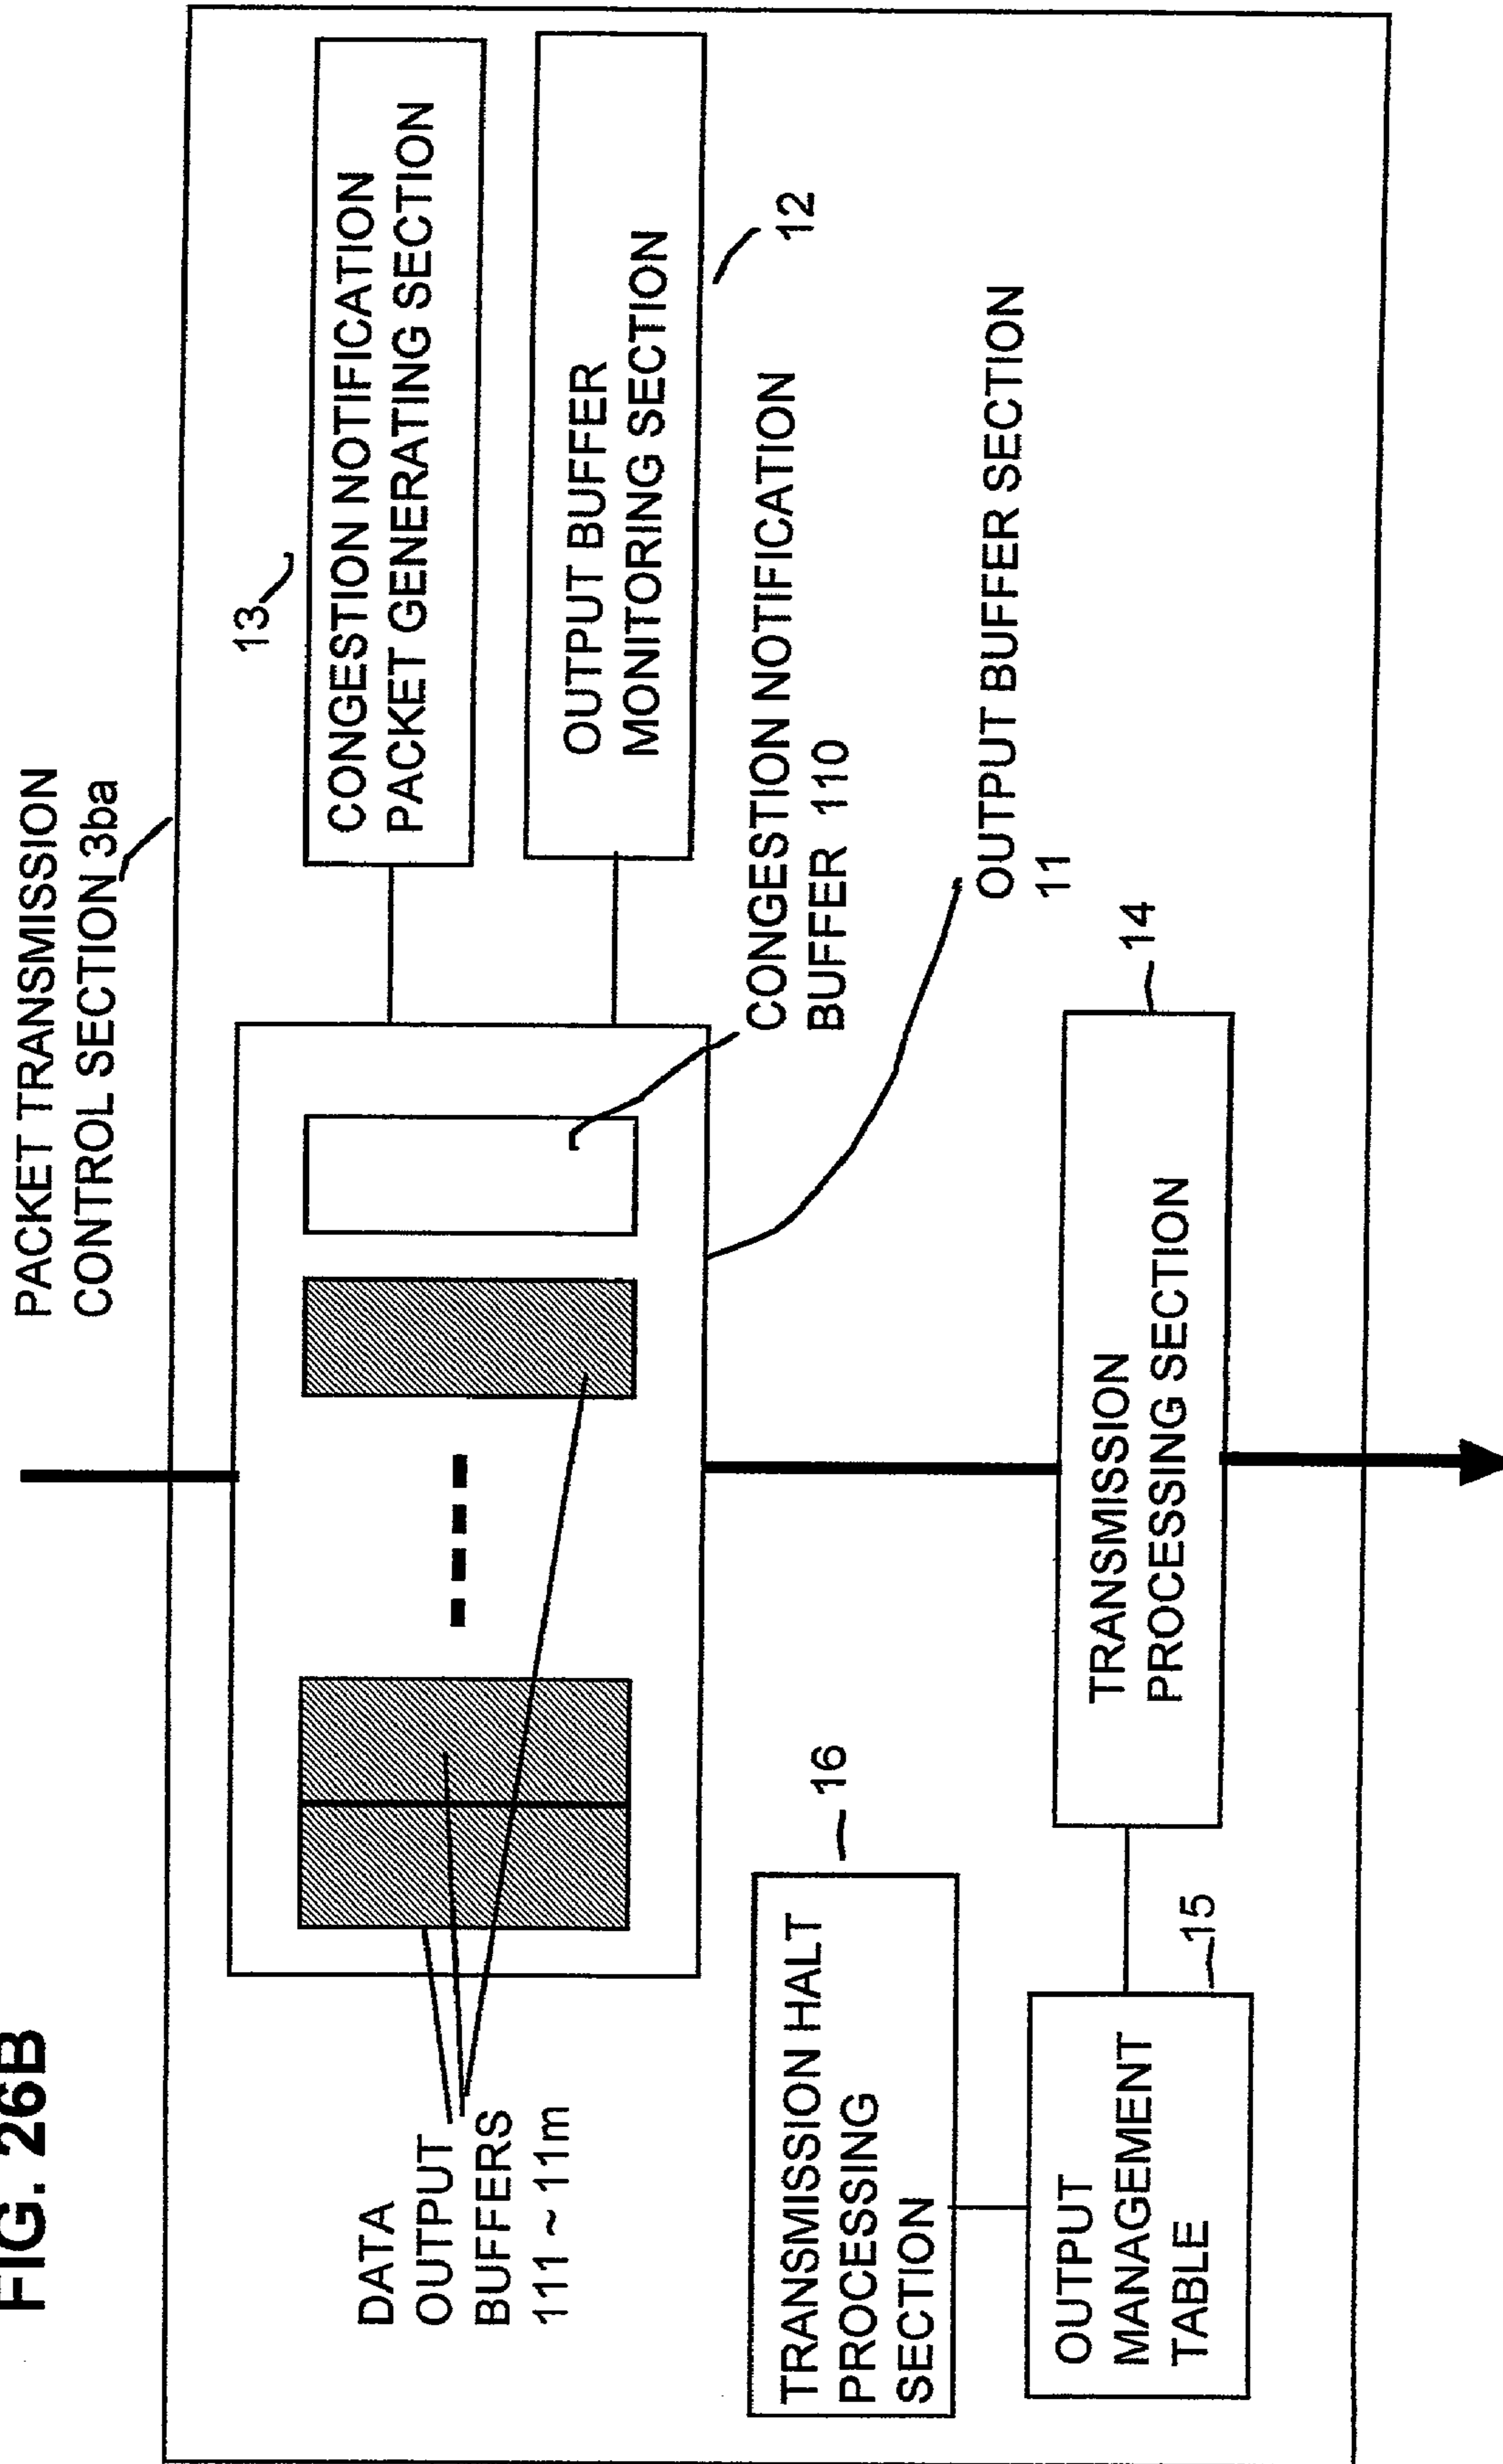 FIG. 26B
PACKET TRANSMISSION
CONTROL SECTION 3ba
13
CONGESTION NOTIFICATION
PACKET GENERATING SECTION
OUTPUT BUFFER
MONITORING SECTION
12
CONGESTION NOTIFICATION
BUFFER 110
OUTPUT BUFFER SECTION
11
DATA
OUTPUT
BUFFERS
111 ~ 11m
TRANSMISSION HALT
PROCESSING
SECTION
16
TRANSMISSION
PROCESSING SECTION
14
OUTPUT
MANAGEMENT
TABLE
15